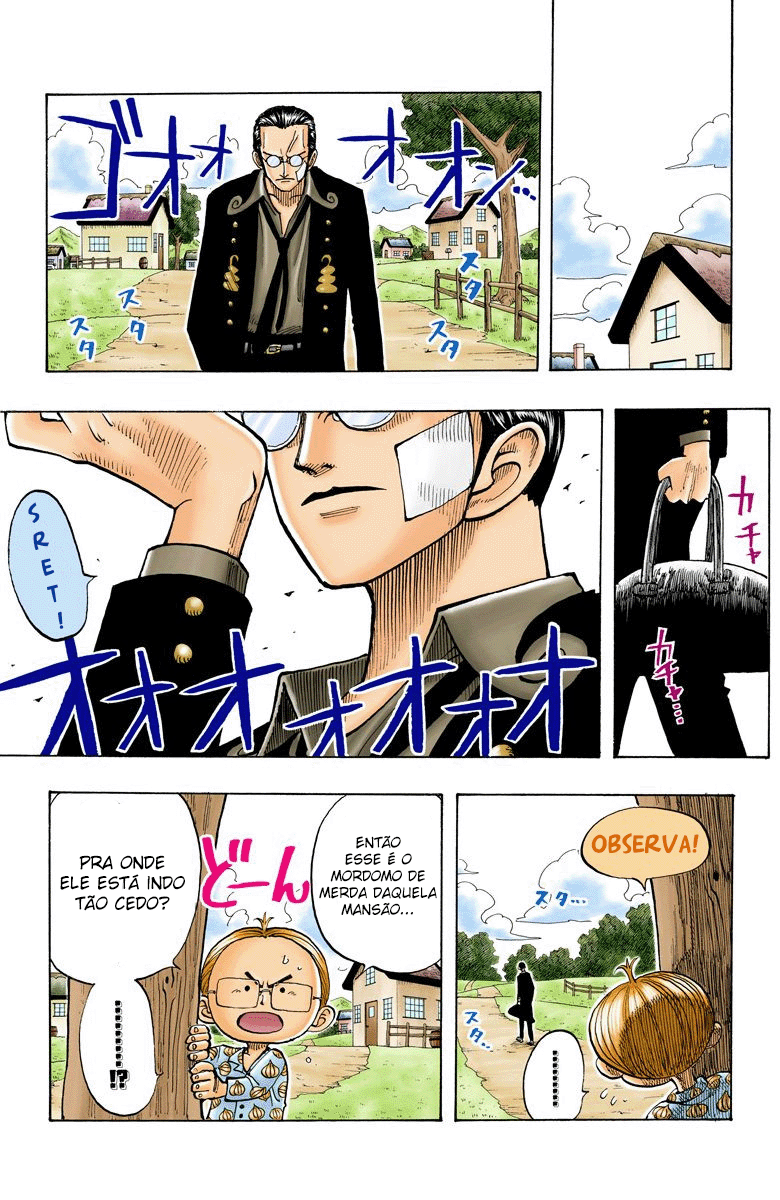 ゴオオォ
オオン...
スタ
スタ
スタ
スタ
カチャ
カチャ...
S
R
E
T
!
オオオオオオオ
OBSERVA!
スタ...
スタ...
..........
ENTÃO
ESSE É O
MORDOMO DE
MERDA DAQUELA
MANSÃO...
どーん
PRA ONDE
ELE ESTÁ INDO
TÃO CEDO?
..........
!?